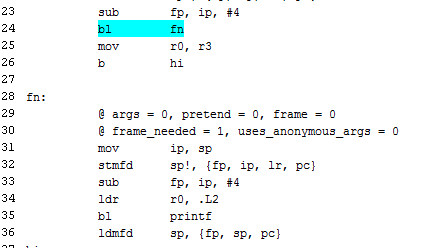 23 sub fp, ip, #4
24 bl fn
25 mov r0, r3
26 b hi
27
28 fn:
29 @ args = 0, pretend = 0, frame = 0
30 @ frame_needed = 1, uses_anonymous_args = 0
31 mov ip, sp
32 stmfd sp!, {fp, ip, lr, pc}
33 sub fp, ip, #4
34 ldr r0, .L2
35 bl printf
36 ldmfd sp, {fp, sp, pc}